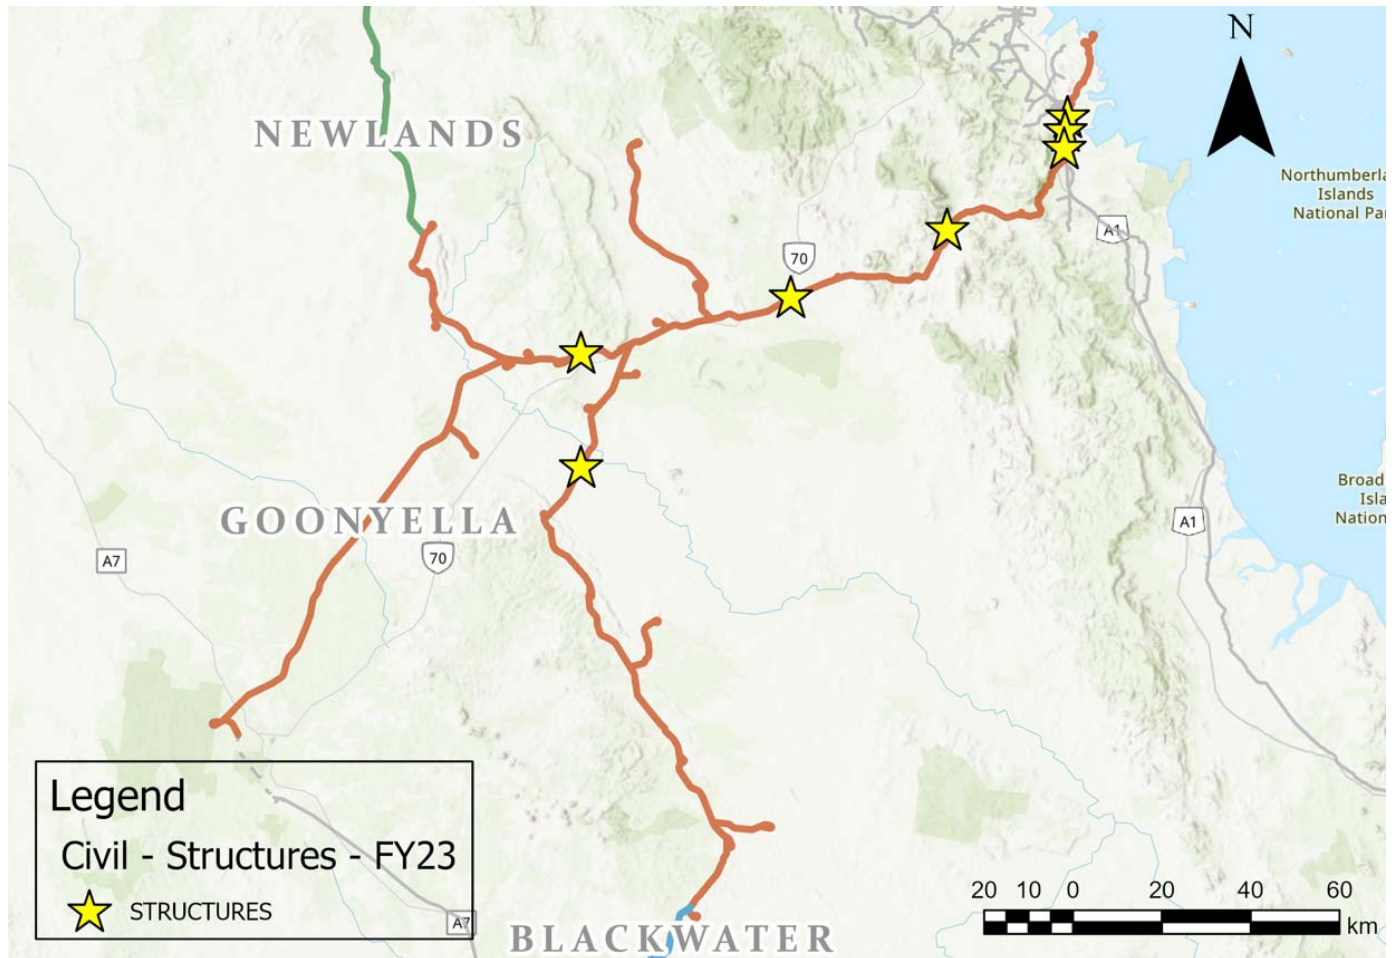 N
NEWLANDS
Northumberla
Islands
National Par
A1
70
GOONYELLA
A7
70
A1
Broad
Isla
Nation
Legend
Civil - Structures - FY23
STRUCTURES
A7
BLACKWATER
20 10 0 20 40 60
km